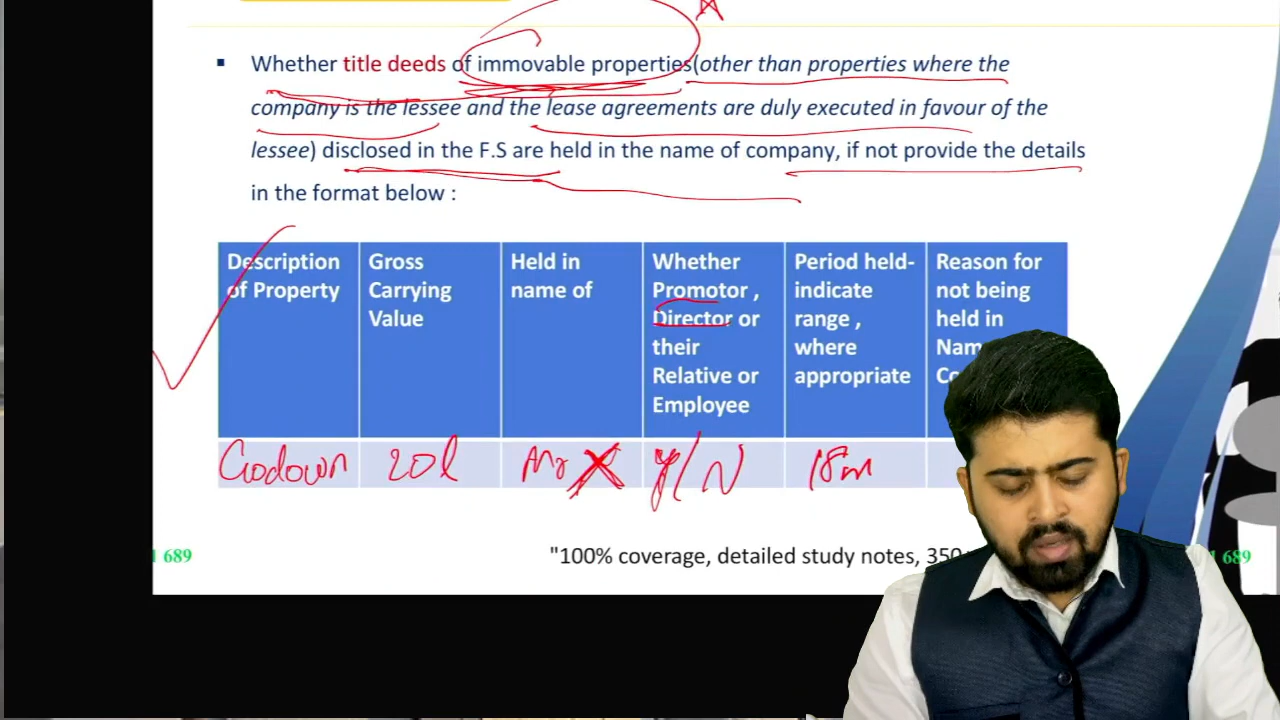 Whether title deeds of immovable properties(other than properties where the
company is the lessee and the lease agreements are duly executed in favour of the
lessee) disclosed in the F.S are held in the name of company, if not provide the details
in the format below :
Description
of Property
Gross
Carrying
Value
Held in
name of
Whether
Promotor ,
Director or
their
Relative or
Employee
Period held-
indicate
range ,
where
appropriate
Reason for
not being
held in
Godown
20l
Mr X
Y/N
18m
689
"100% coverage, detailed study notes,
689